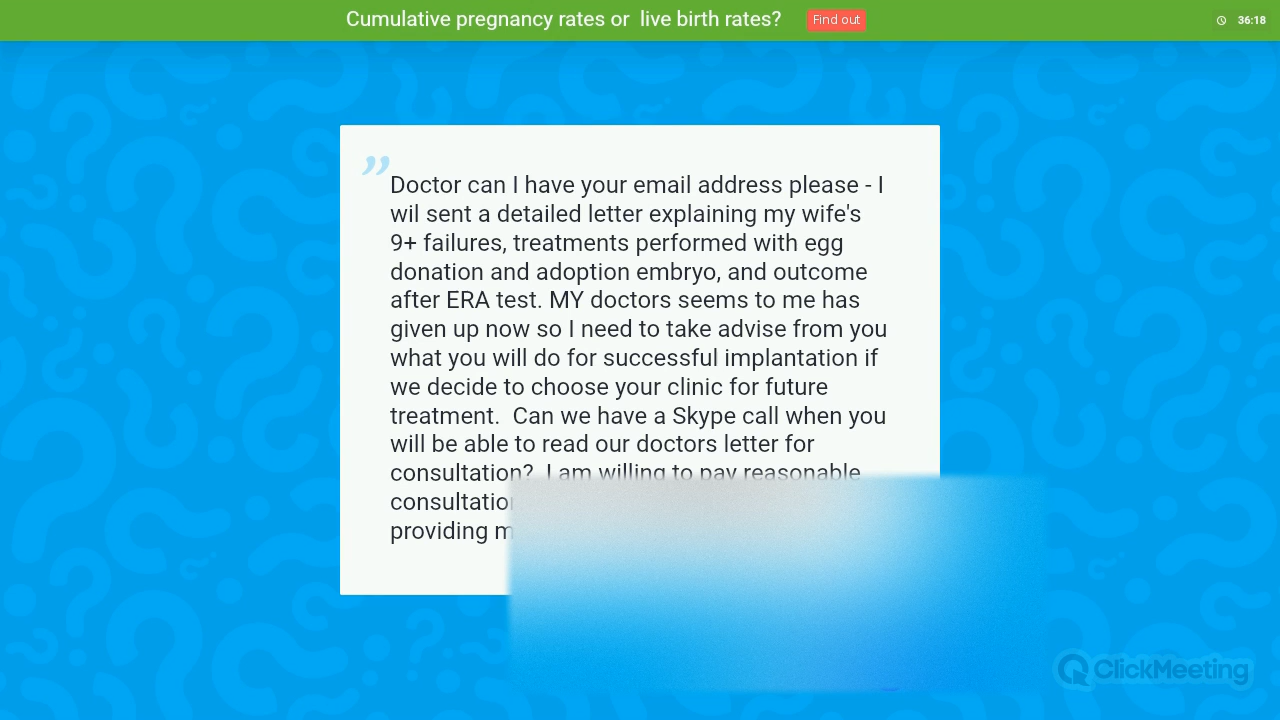 Cumulative pregnancy rates or live birth rates? Find out 36:18
Doctor can I have your email address please - I
wil sent a detailed letter explaining my wife's
9+ failures, treatments performed with egg
donation and adoption embryo, and outcome
after ERA test. MY doctors seems to me has
given up now so I need to take advise from you
what you will do for successful implantation if
we decide to choose your clinic for future
treatment. Can we have a Skype call when you
will be able to read our doctors letter for
consultation? I am willing to pay reasonable
providing
ClickMeeting